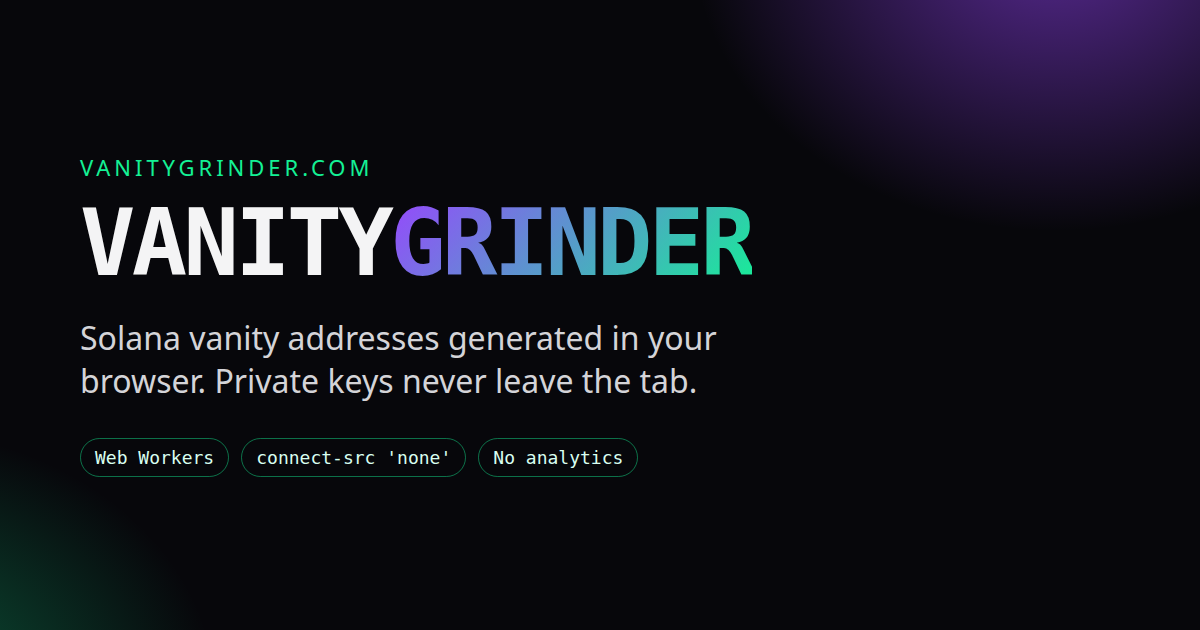 VANITYGRINDER.COM
VANITYGRINDER
Solana vanity addresses generated in your
browser. Private keys never leave the tab.
Web Workers
connect-src 'none'
No analytics